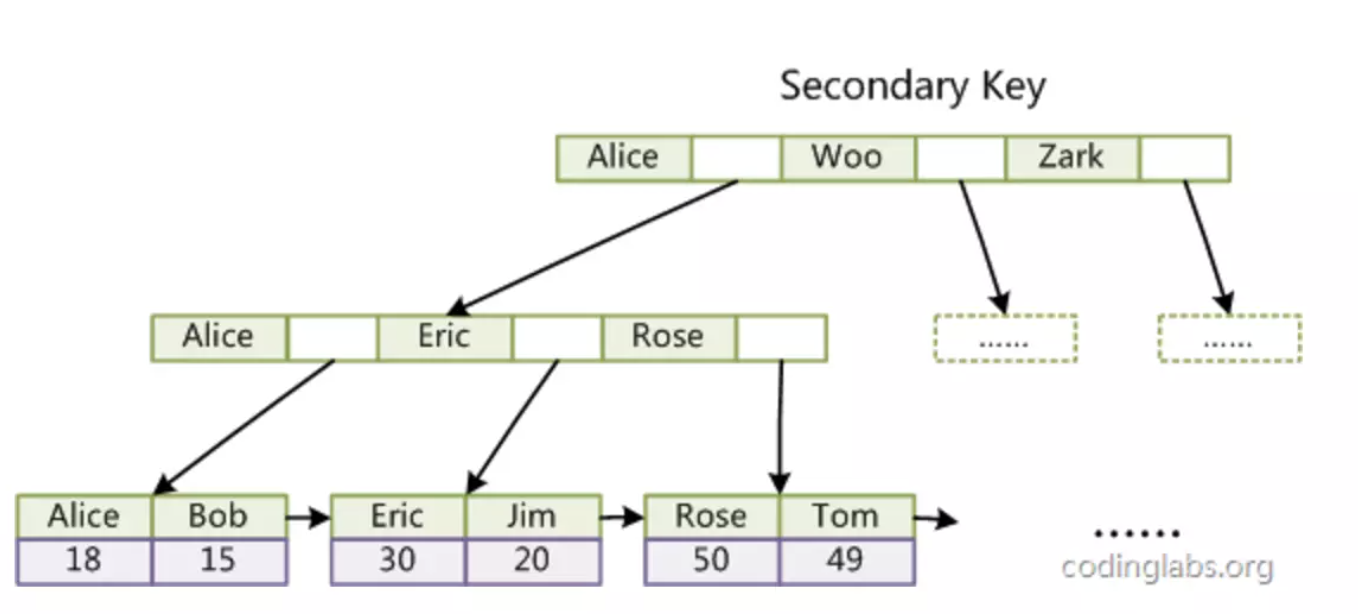 Secondary Key
Alice Woo Zark
Alice Eric Rose …… ……
Alice Bob Eric Jim Rose Tom
18 15 30 20 50 49
……
codinglabs.org